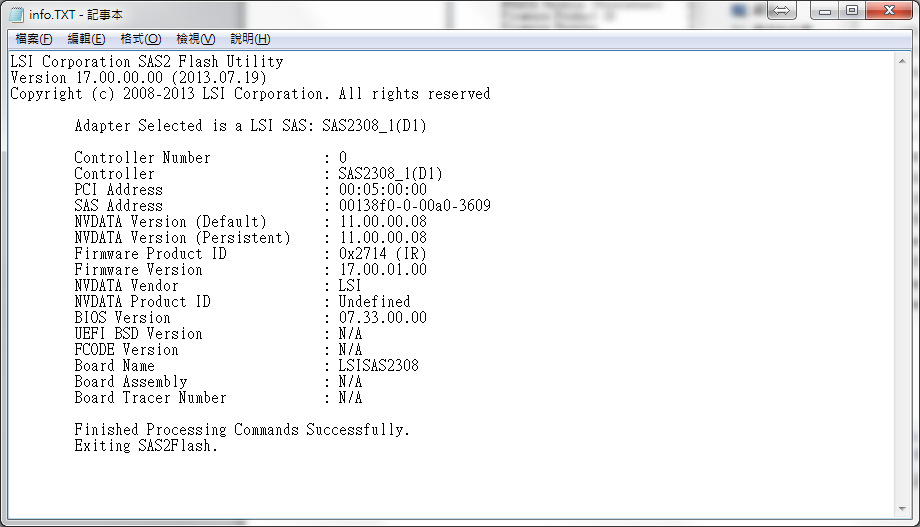 info.TXT - 記事本
檔案(F) 編輯(E) 格式(O) 檢視(V) 說明(H)
LSI Corporation SAS2 Flash Utility
Version 17.00.00.00 (2013.07.19)
Copyright (c) 2008-2013 LSI Corporation. All rights reserved
Adapter Selected is a LSI SAS: SAS2308_1(D1)
Controller Number : 0
Controller : SAS2308_1(D1)
PCI Address : 00:05:00:00
SAS Address : 00138f0-0-00a0-3609
NVDATA Version (Default) : 11.00.00.08
NVDATA Version (Persistent) : 11.00.00.08
Firmware Product ID : 0x2714 (IR)
Firmware Version : 17.00.01.00
NVDATA Vendor : LSI
NVDATA Product ID : Undefined
BIOS Version : 07.33.00.00
UEFI BSD Version : N/A
FCODE Version : N/A
Board Name : LSISAS2308
Board Assembly : N/A
Board Tracer Number : N/A
Finished Processing Commands Successfully.
Exiting SAS2Flash.